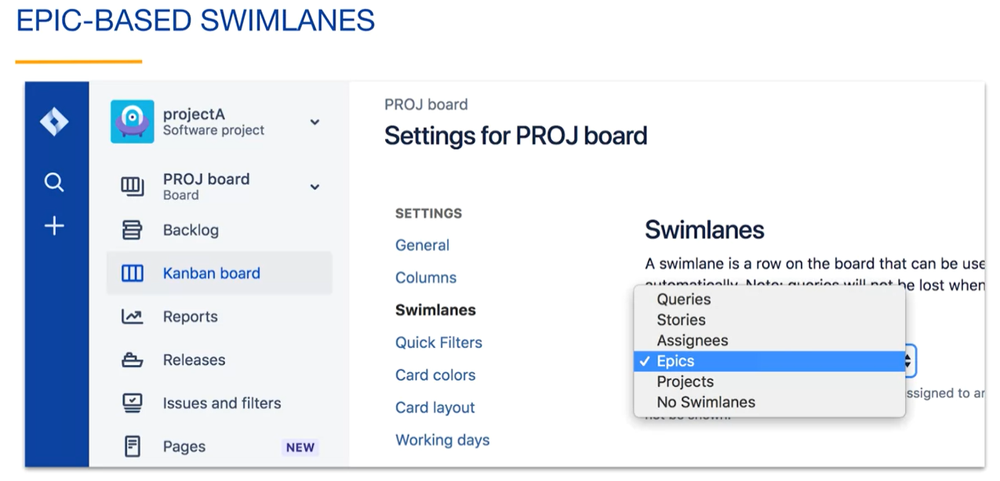 EPIC-BASED SWIMLANES
projectA
Software project
PROJ board
Board
Backlog
Kanban board
Reports
Releases
Issues and filters
Pages NEW
PROJ board
Settings for PROJ board
SETTINGS
General
Columns
Swimlanes
Quick Filters
Card colors
Card layout
Working days
Swimlanes
A swimlane is a row on the board that can be use
automatically. Note: queries will not be lost when
Queries
Stories
Assignees
✓ Epics
Projects
No Swimlanes
ssigned to
not be shown.